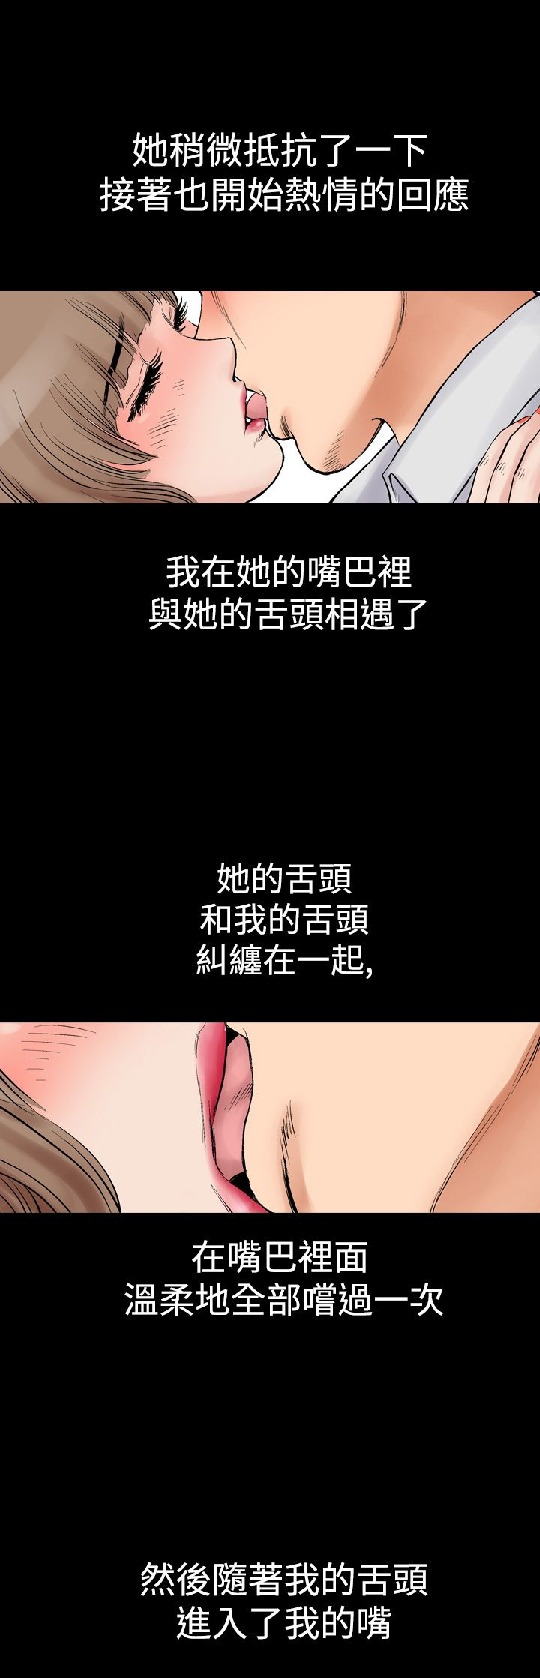 她稍微抵抗了一下
接著也開始熱情的回應
我在她的嘴巴裡
與她的舌頭相遇了
她的舌頭
和我的舌頭
糾纏在一起,
在嘴巴裡面
溫柔地全部嚐過一次
然後隨著我的舌頭
進入了我的嘴